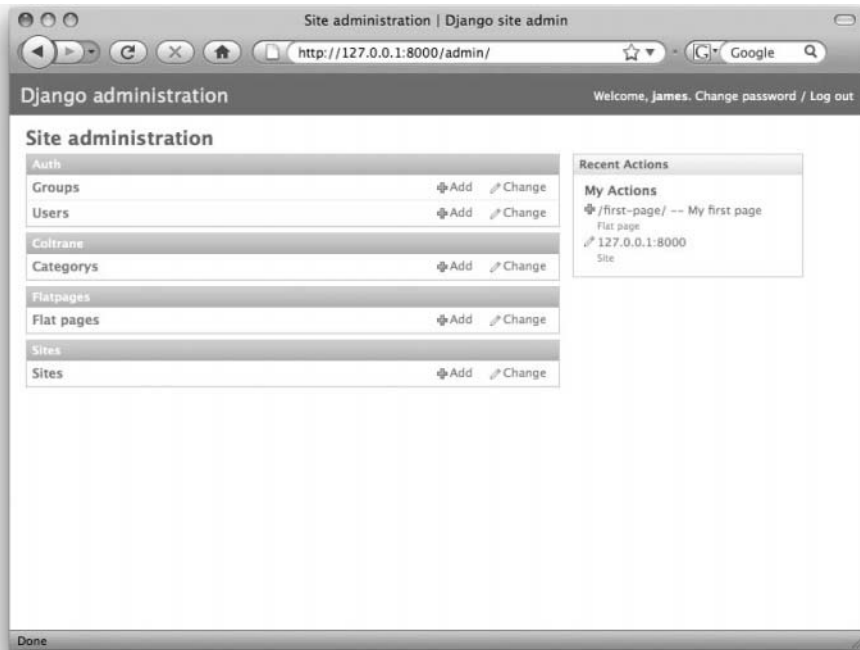 Site administration | Django site admin
http://127.0.0.1:8000/admin/
G
Google
Django administration
Welcome, james. Change password / Log out
Site administration
Auth
Groups Add Change
Users Add Change
Coltrane
Categorys Add Change
Flatpages
Flat pages Add Change
Sites
Sites Add Change
Recent Actions
My Actions
/first-page/ -- My first page
Flat page
127.0.0.1:8000
Site
Done